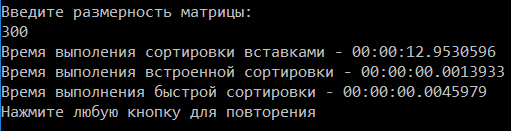 Введите размерность матрицы:
300
Время выполения сортировки вставками - 00:00:12.9530596
Время выполения встроенной сортировки - 00:00:00.0013933
Время выполнения быстрой сортировки - 00:00:00.0045979
Нажмите любую кнопку для повторения